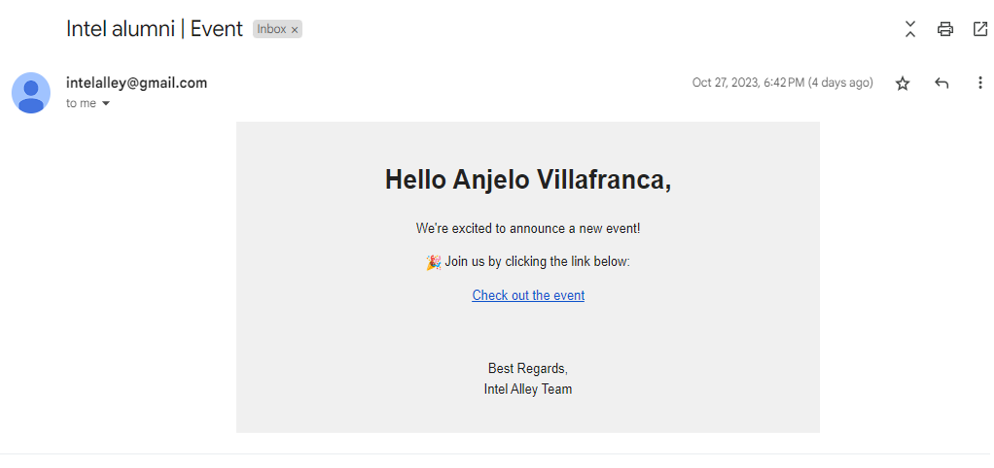 Intel alumni | Event Inbox ×
intelalley@gmail.com Oct 27, 2023, 6:42 PM (4 days ago)
to me
Hello Anjelo Villafranca,
We're excited to announce a new event!
🎉 Join us by clicking the link below:
Check out the event
Best Regards,
Intel Alley Team